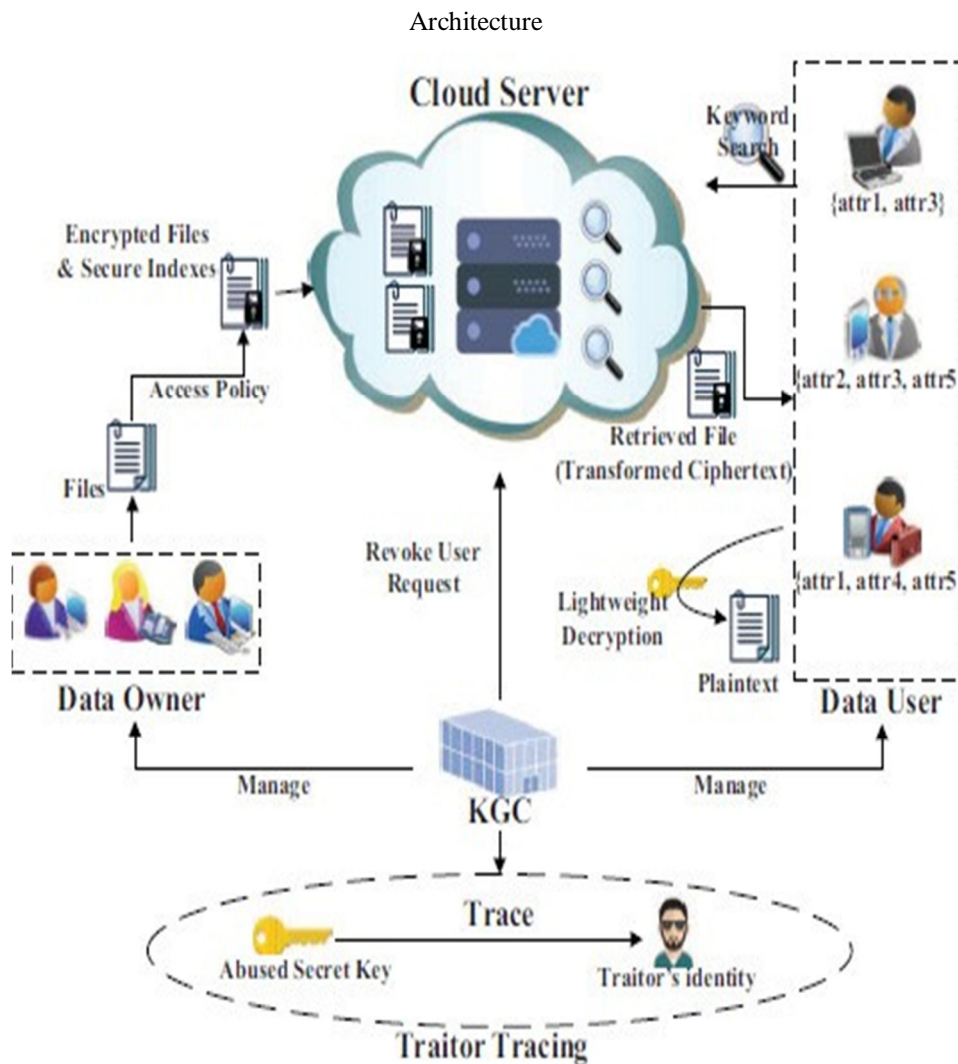 Architecture
Cloud Server
Keyword
Search
{attr1, attr3}
Encrypted Files
& Secure Indexes
{attr2, attr3, attr5
Access Policy
Retrieved File
(Transformed Ciphertext)
Files
Revoke User
Request
{attr1, attr4, attr5
Lightweight
Decryption
Plaintext
Data Owner
Data User
Manage
Manage
KGC
Trace
Abused Secret Key
Traitor's identity
Traitor Tracing